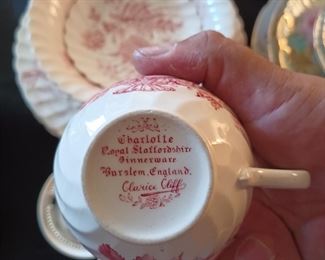 Charlotte
Royal Staffordshire
Dinnerware
Burslem, England.
Clarice Cliff